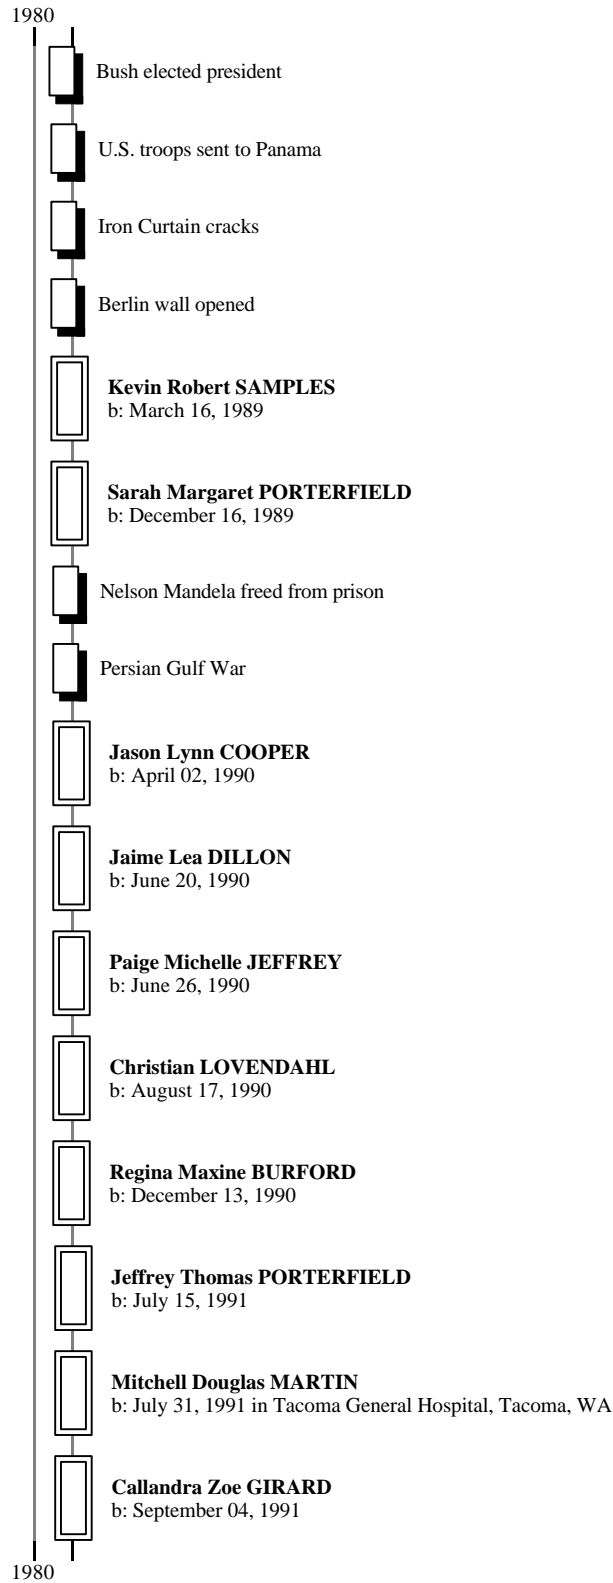 1980
Bush elected president
U.S. troops sent to Panama
Iron Curtain cracks
Berlin wall opened
Kevin Robert SAMPLES
b: March 16, 1989
Sarah Margaret PORTERFIELD
b: December 16, 1989
Nelson Mandela freed from prison
Persian Gulf War
Jason Lynn COOPER
b: April 02, 1990
Jaime Lea DILLON
b: June 20, 1990
Paige Michelle JEFFREY
b: June 26, 1990
Christian LOVENDAHL
b: August 17, 1990
Regina Maxine BURFORD
b: December 13, 1990
Jeffrey Thomas PORTERFIELD
b: July 15, 1991
Mitchell Douglas MARTIN
b: July 31, 1991 in Tacoma General Hospital, Tacoma, WA
Callandra Zoe GIRARD
b: September 04, 1991
1980